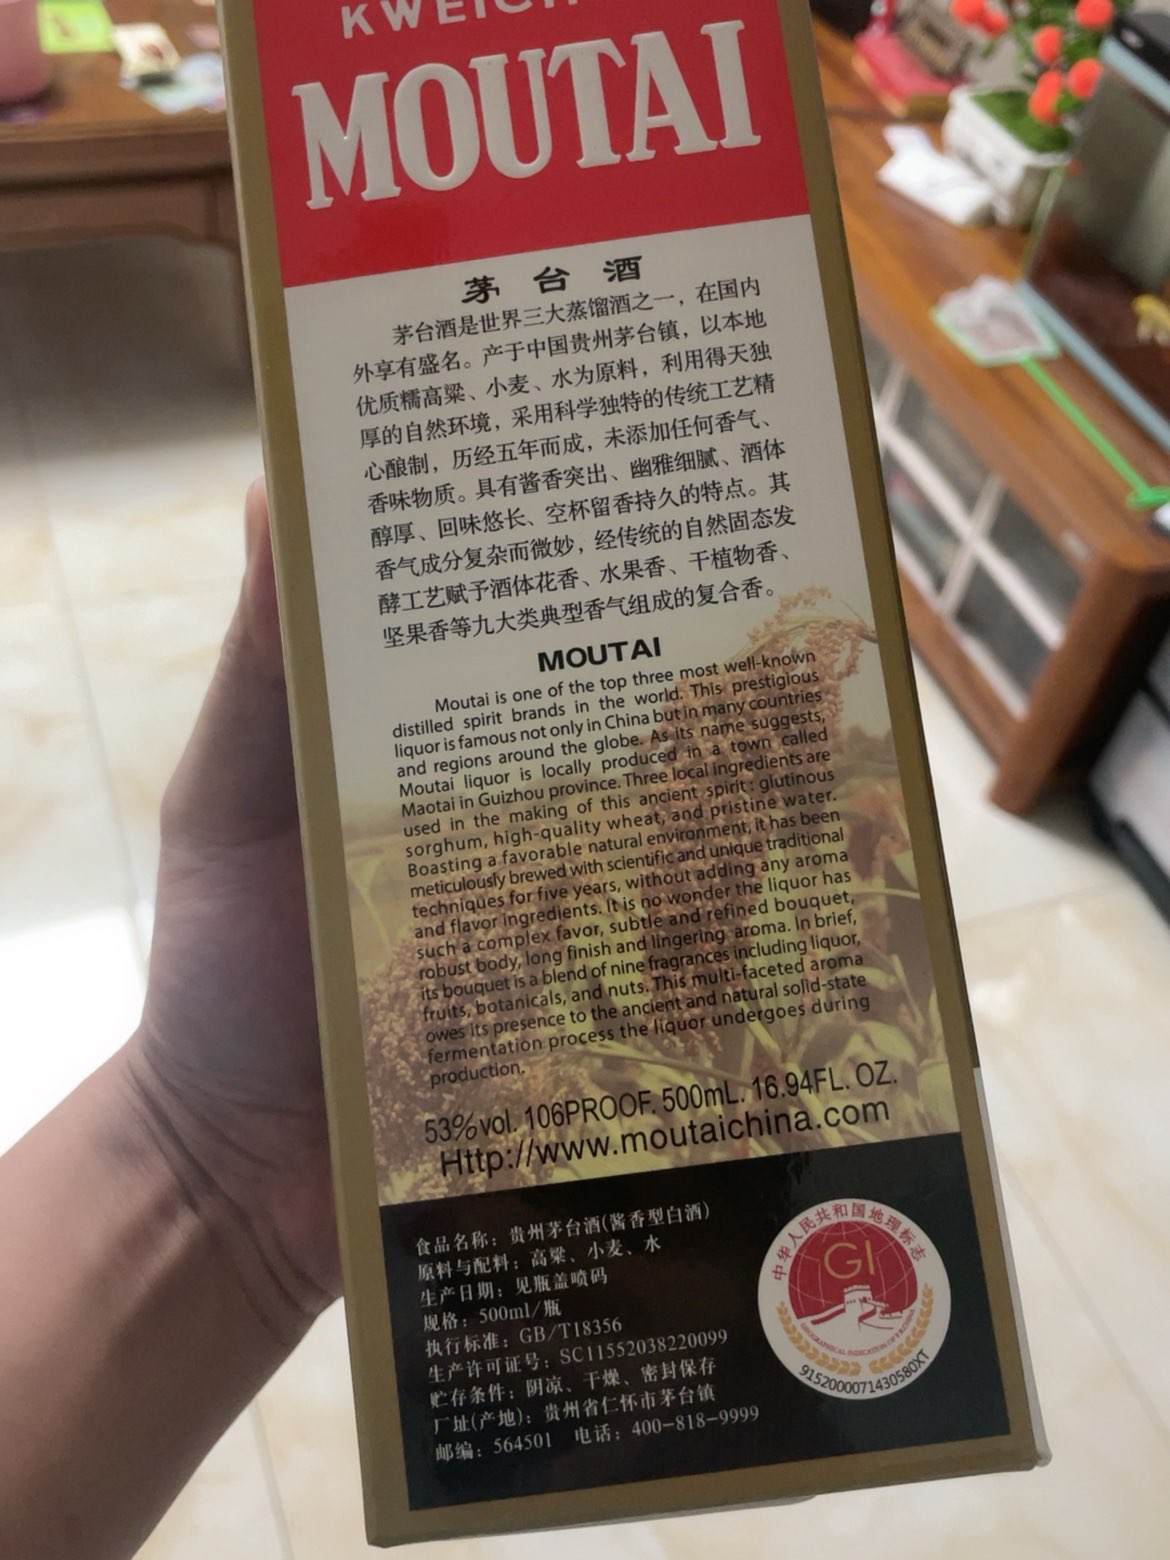 MOUTAI
茅台酒
茅台酒是世界三大蒸馏酒之一，在国内
外享有盛名。产于中国贵州茅台镇，以本地
优质糯高粱、小麦、水为原料，利用得天独
厚的自然环境，采用科学独特的传统工艺精
心酿制，历经五年而成，未添加任何香气、
香味物质。具有酱香突出、幽雅细腻、酒体
醇厚、回味悠长、空杯留香持久的特点。其
香气成分复杂而微妙，经传统的自然固态发
酵工艺赋予酒体花香、水果香、干植物香、
坚果香等九大类典型香气组成的复合香。
MOUTAI
Moutai is one of the top three most well-known
distilled spirit brands in the world. This prestigious
liquor is famous not only in China but in many countries
and regions around the globe. As its name suggests,
Moutai liquor is locally produced in a town called
Maotai in Guizhou province. Three local ingredients are
used in the making of this ancient spirit : glutinous
sorghum, high-quality wheat, and pristine water.
Boasting a favorable natural environment, it has been
meticulously brewed with scientific and unique traditional
techniques for five years, without adding any aroma
and flavor ingredients. It is no wonder the liquor has
such a complex favor, subtle and refined bouquet,
robust body, long finish and lingering aroma. In brief,
its bouquet is a blend of nine fragrances including liquor,
fruits, botanicals, and nuts. This multi-faceted aroma
owes its presence to the ancient and natural solid-state
fermentation process the liquor undergoes during
production.
53%vol. 106PROOF. 500mL. 16.94FL. OZ.
Http://www.moutaichina.com
食品名称：贵州茅台酒(酱香型白酒)
原料与配料：高粱、小麦、水
生产日期：见瓶盖喷码
规格：500ml/瓶
执行标准：GB/T18356
生产许可证号：SC11552038220099
贮存条件：阴凉、干燥、密封保存
厂址(产地)：贵州省仁怀市茅台镇
邮编：564501 电话：400-818-9999
中华人民共和国地理标志
GI
GEOGRAPHICAL INDICATION OF P.R.CHINA
9152000071430580XT